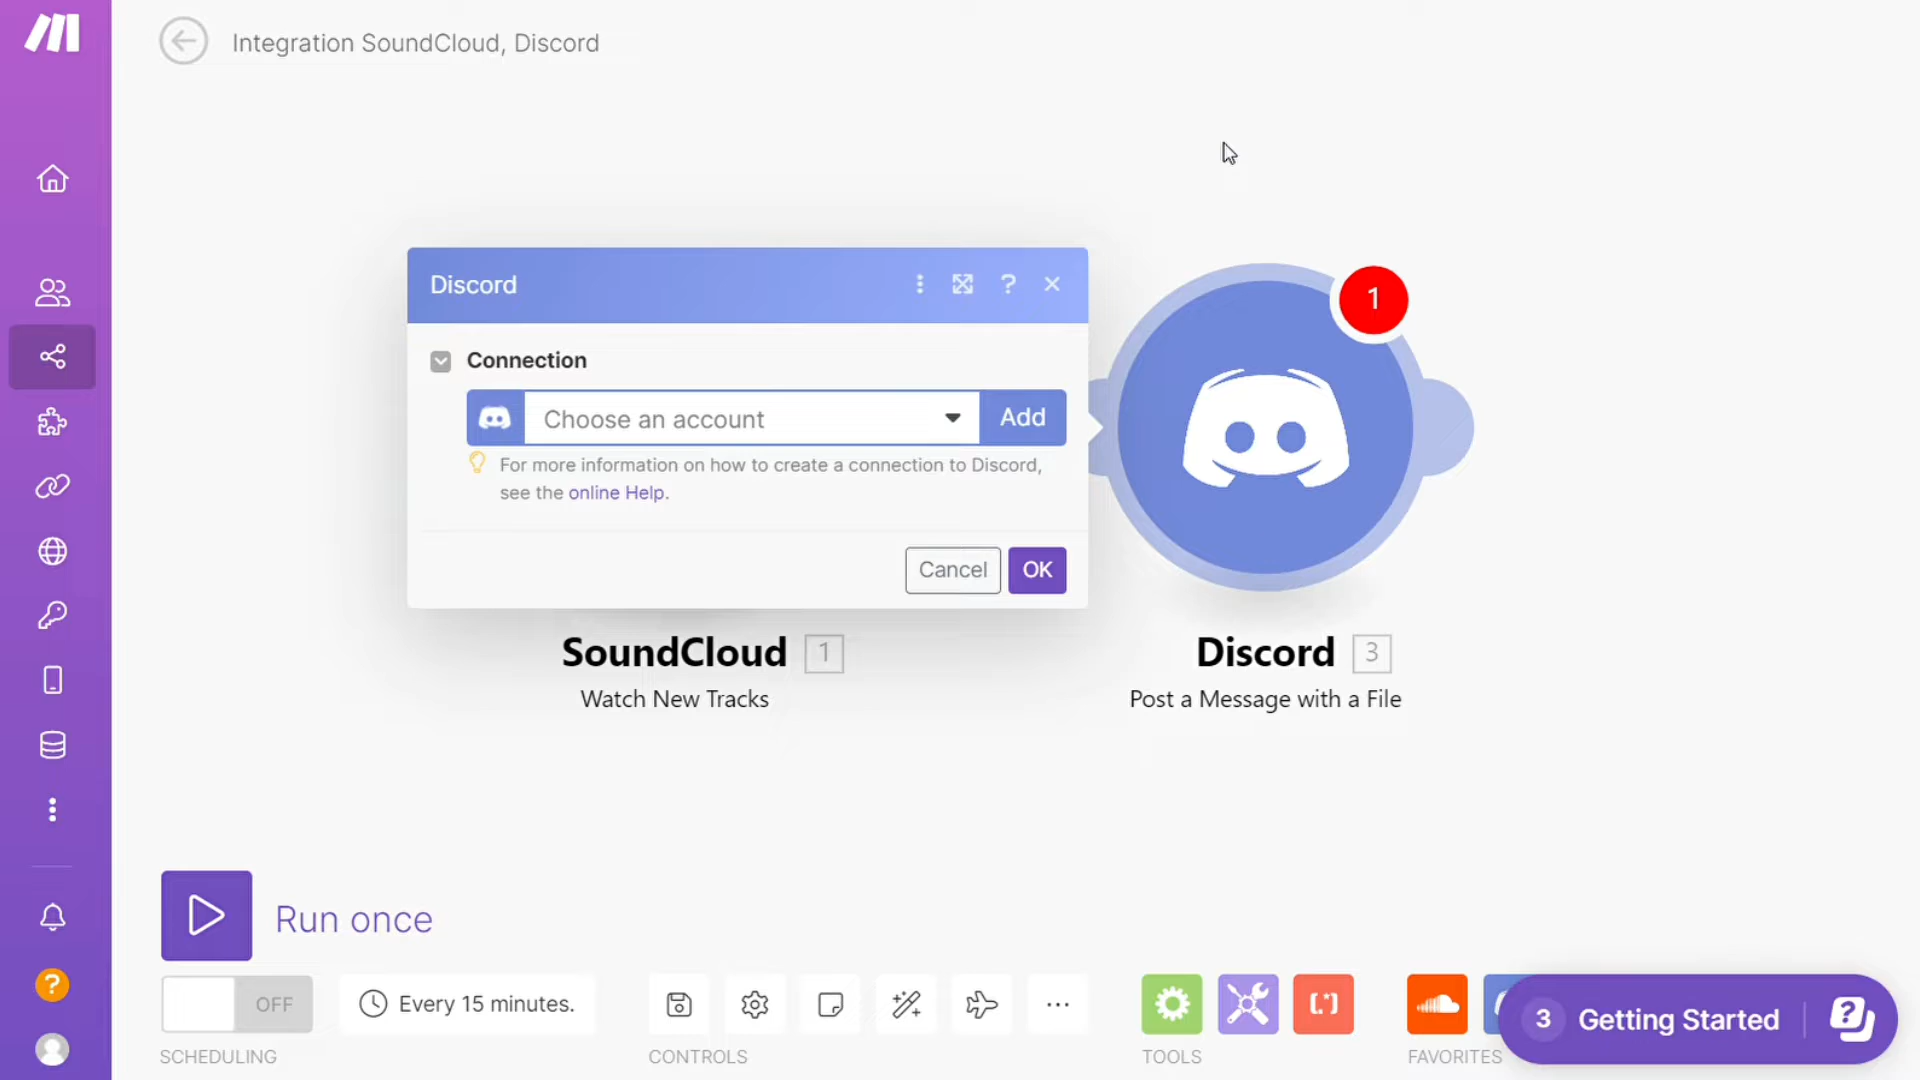 Integration SoundCloud, Discord
Discord
?
1
Connection
Choose an account
Add
For more information on how to create a connection to Discord,
see the online Help.
Cancel
OK
SoundCloud 1
Watch New Tracks
Discord 3
Post a Message with a File
Run once
OFF
Every 15 minutes.
SCHEDULING
CONTROLS
TOOLS
FAVORITES
3 Getting Started
?